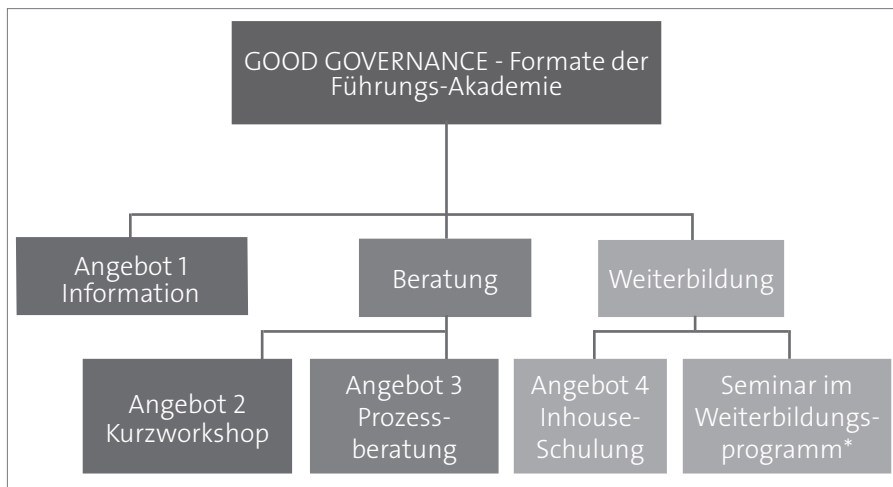 GOOD GOVERNANCE - Formate der
Führungs-Akademie
Angebot 1
Information
Beratung
Weiterbildung
Angebot 2
Kurzworkshop
Angebot 3
Prozess-
beratung
Angebot 4
Inhouse-
Schulung
Seminar im
Weiterbildungs-
programm*